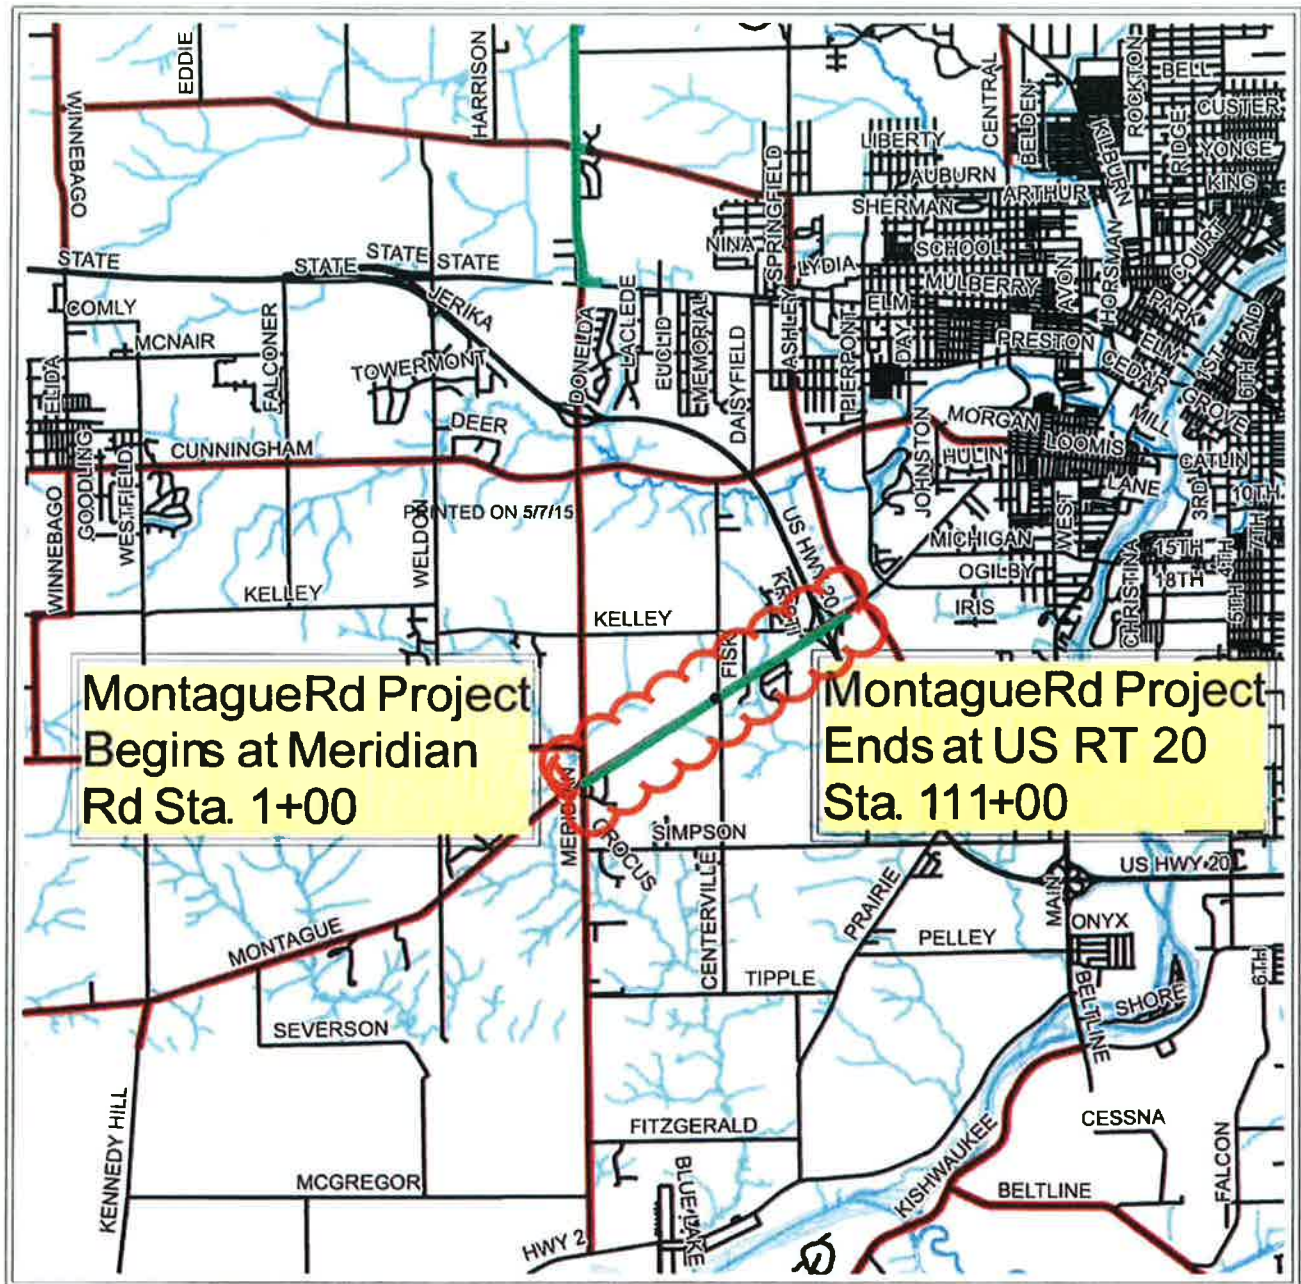 EDDIE
HARRISON
WINNEBAGO
CENTRAL
BELDEN
KILBURN
ROCKTON
BELL
RIDGE
CUSTER
YONGE
KING
LIBERTY
AUBURN
ARTHUR
SHERMAN
SPRINGFIELD
NINA
LYDIA
SCHOOL
MULBERRY
AVON
HORSMAN
COURT
STATE
STATE
STATE
STATE
JERIKA
COMLY
MCNAIR
FALCONER
TOWERMONT
DONELDA
LACLEDE
EUCLID
MEMORIAL
DAISYFIELD
ASHLEY
PIERPONT
ELM
DAY
PRESTON
PARK
ELM
CEDAR
1ST
2ND
6TH
GROVE
MILL
ELIDA
GOODLING
WESTFIELD
CUNNINGHAM
DEER
MORGAN
LOOMIS
HULIN
JOHNSTON
LANE
CATLIN
3RD
10TH
WINNEBAGO
WELDON
PRINTED ON 5/7/15
US HWY 20
WEST
MICHIGAN
OGILBY
IRIS
CHRISTINA
15TH
18TH
4TH
5TH
7TH
KELLEY
KELLEY
FISK
MontagueRd Project
Begins at Meridian
Rd Sta. 1+00
MontagueRd Project
Ends at US RT 20
Sta. 111+00
MERIDIAN
CROCUS
SIMPSON
CENTERVILLE
PRAIRIE
MAIN
US HWY 20
ONYX
PELLEY
MONTAGUE
TIPPLE
BELTLINE
SHORE
6TH
SEVERSON
KENNEDY HILL
FITZGERALD
CESSNA
FALCON
MCGREGOR
BLUE LAKE
KISHWAUKEE
BELTLINE
HWY 2